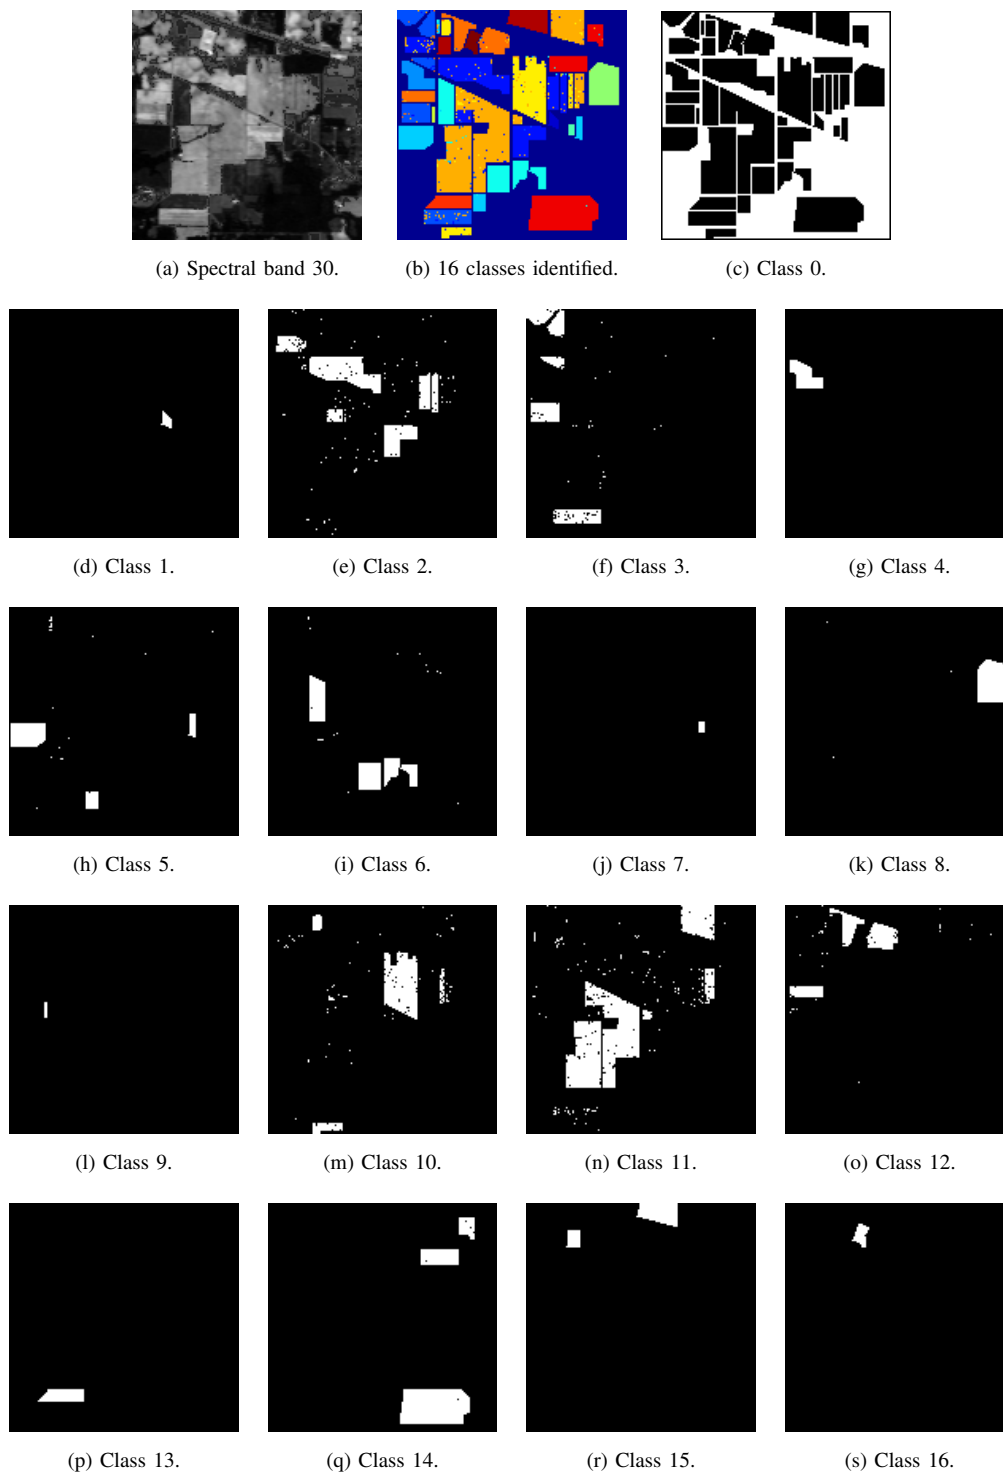 (a) Spectral band 30.
(b) 16 classes identified.
(c) Class 0.
(d) Class 1.
(e) Class 2.
(f) Class 3.
(g) Class 4.
(h) Class 5.
(i) Class 6.
(j) Class 7.
(k) Class 8.
(l) Class 9.
(m) Class 10.
(n) Class 11.
(o) Class 12.
(p) Class 13.
(q) Class 14.
(r) Class 15.
(s) Class 16.